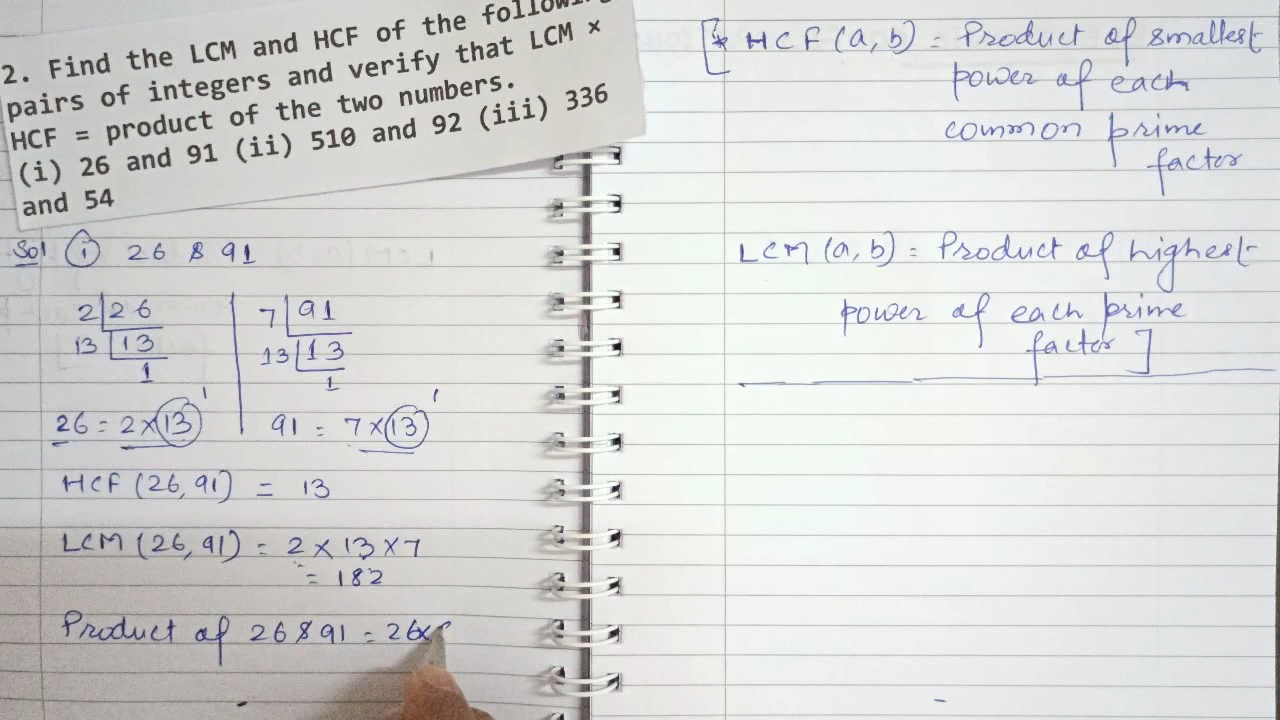 2. Find the LCM and HCF of the
pairs of integers and verify that LCM ×
HCF = product of the two numbers.
(i) 26 and 91 (ii) 510 and 92 (iii) 336
and 54
Sol (i) 26 & 91
2 | 26
13 | 13
1
7 | 91
13 | 13
1
26 = 2 × 13¹
91 = 7 × 13¹
HCF (26, 91) = 13
LCM (26, 91) = 2 × 13 × 7
= 182
Product of 26 & 91 = 26×
[* HCF (a, b) = Product of smallest
power of each
common prime
factor
LCM (a, b) = Product of highest
power of each prime
factor ]